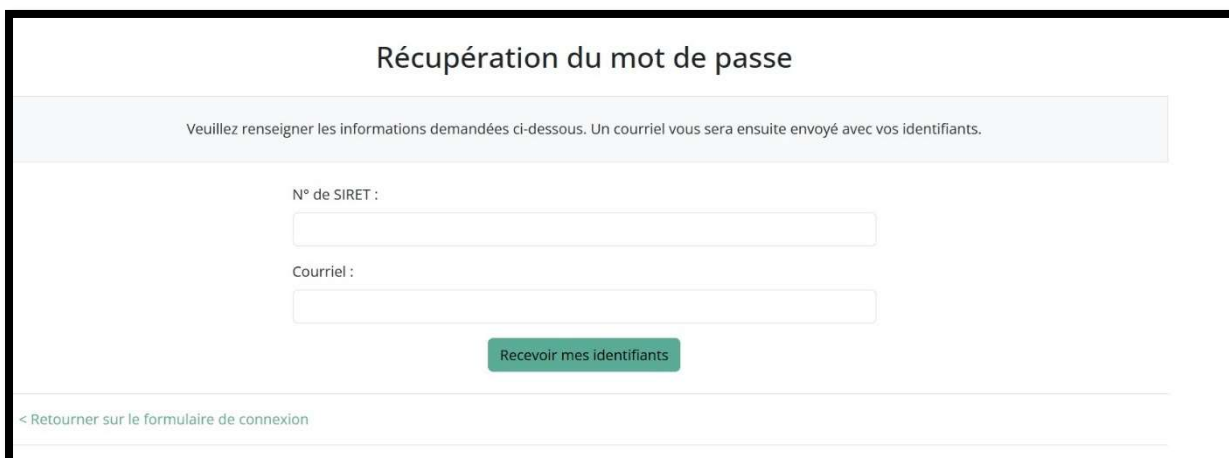 Récupération du mot de passe
Veuillez renseigner les informations demandées ci-dessous. Un courriel vous sera ensuite envoyé avec vos identifiants.
N° de SIRET :
Courriel :
Recevoir mes identifiants
< Retourner sur le formulaire de connexion